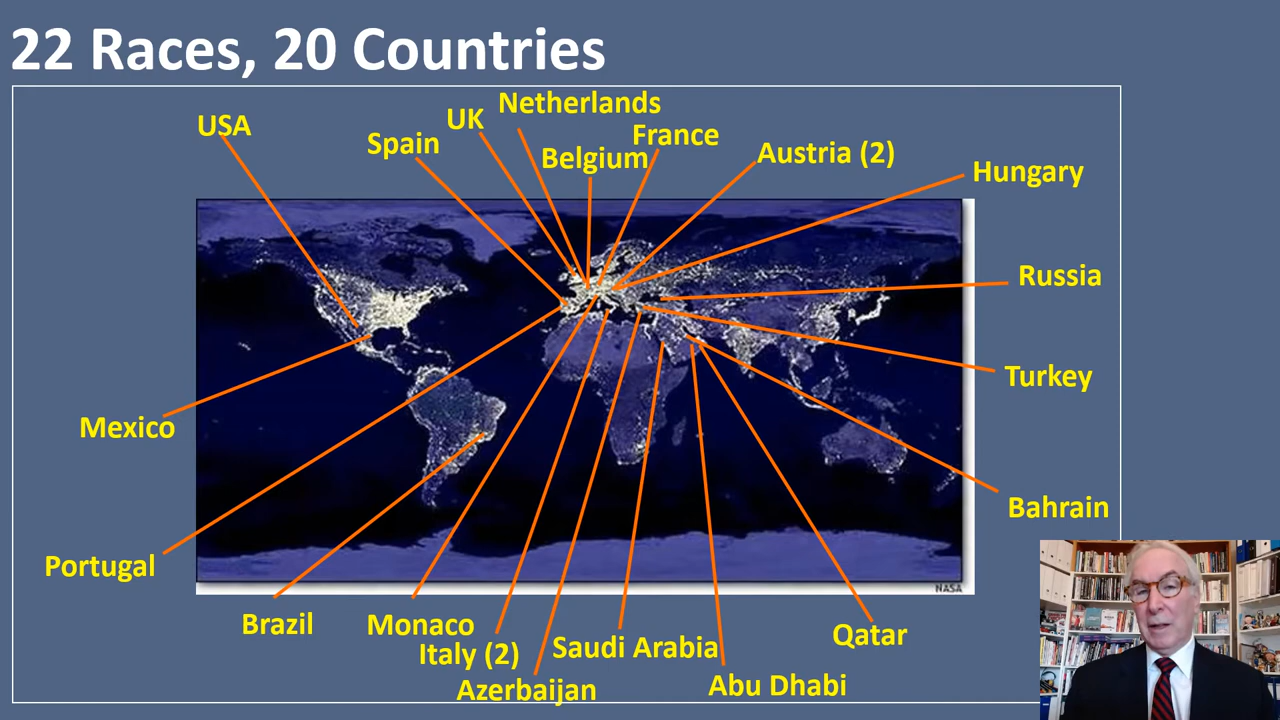 22 Races, 20 Countries
Netherlands
UK
USA
France
Spain
Belgium
Austria (2)
Hungary
Russia
Turkey
Mexico
Bahrain
Portugal
NASA
Brazil
Monaco
Qatar
Italy (2)
Saudi Arabia
Azerbaijan
Abu Dhabi